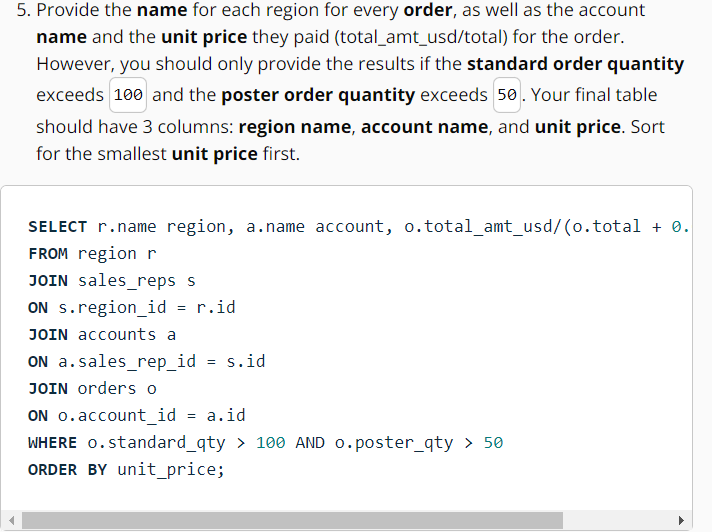 5. Provide the name for each region for every order, as well as the account
name and the unit price they paid (total_amt_usd/total) for the order.
However, you should only provide the results if the standard order quantity
exceeds 100 and the poster order quantity exceeds 50. Your final table
should have 3 columns: region name, account name, and unit price. Sort
for the smallest unit price first.
SELECT r.name region, a.name account, o.total_amt_usd/(o.total + 0.
FROM region r
JOIN sales_reps s
ON s.region_id = r.id
JOIN accounts a
ON a.sales_rep_id = s.id
JOIN orders o
ON o.account_id = a.id
WHERE o.standard_qty > 100 AND o.poster_qty > 50
ORDER BY unit_price;